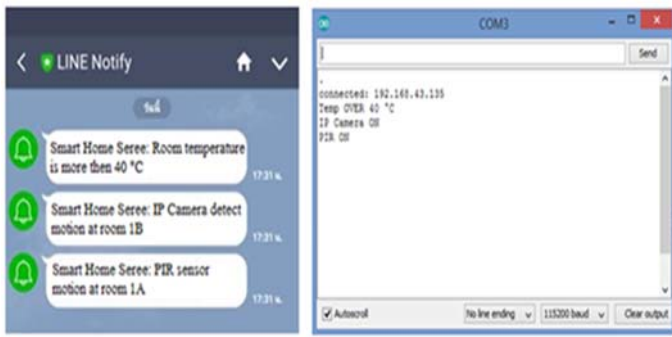 LINE Notify
วันนี้
Smart Home Seree: Room temperature
is more then 40 °C
17:31 น.
Smart Home Seree: IP Camera detect
motion at room 1B
17:31 น.
Smart Home Seree: PIR sensor
motion at room 1A
17:31 น.
COM3
Send
.
connected: 192.168.43.135
Temp OVER 40 °C
IP Camera ON
PIR ON
Autoscroll
No line ending
115200 baud
Clear output